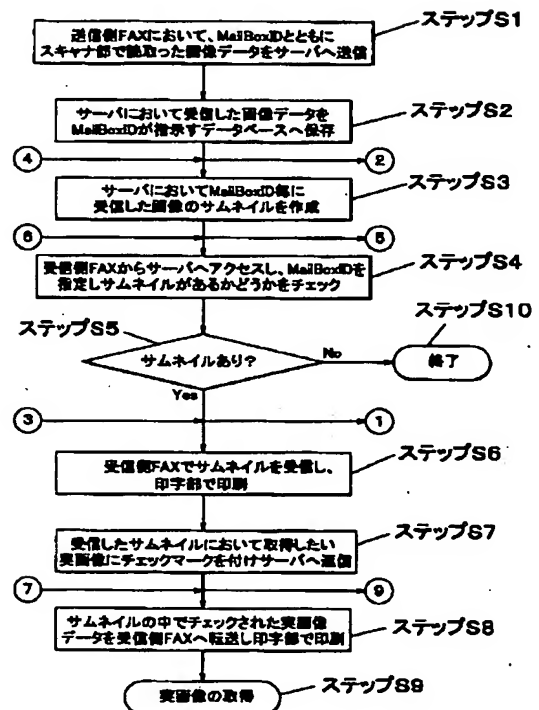 ステップS1
送信側FAXにおいて、MailBoxIDとともに
スキャナ部で読取った画像データをサーバへ送信
ステップS2
サーバにおいて受信した画像データを
MailBoxIDが指示すデータベースへ保存
④
②
ステップS3
サーバにおいてMailBoxID毎に
受信した画像のサムネイルを作成
⑥
⑤
ステップS4
受信側FAXからサーバへアクセスし、MailBoxIDを
指定しサムネイルがあるかどうかをチェック
ステップS5
ステップS10
サムネイルあり?
No
終了
Yes
③
①
ステップS6
受信側FAXでサムネイルを受信し、
印字部で印刷
ステップS7
受信したサムネイルにおいて取得したい
実画像にチェックマークを付けサーバへ返信
⑦
⑨
ステップS8
サムネイルの中でチェックされた実画像
データを受信側FAXへ転送し印字部で印刷
ステップS9
実画像の取得